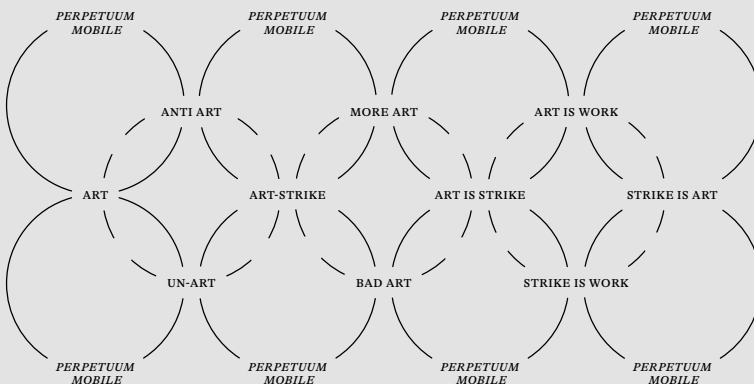 PERPETUUM
MOBILE
PERPETUUM
MOBILE
PERPETUUM
MOBILE
PERPETUUM
MOBILE
ANTI ART
MORE ART
ART IS WORK
ART
ART-STRIKE
ART IS STRIKE
STRIKE IS ART
UN-ART
BAD ART
STRIKE IS WORK
PERPETUUM
MOBILE
PERPETUUM
MOBILE
PERPETUUM
MOBILE
PERPETUUM
MOBILE